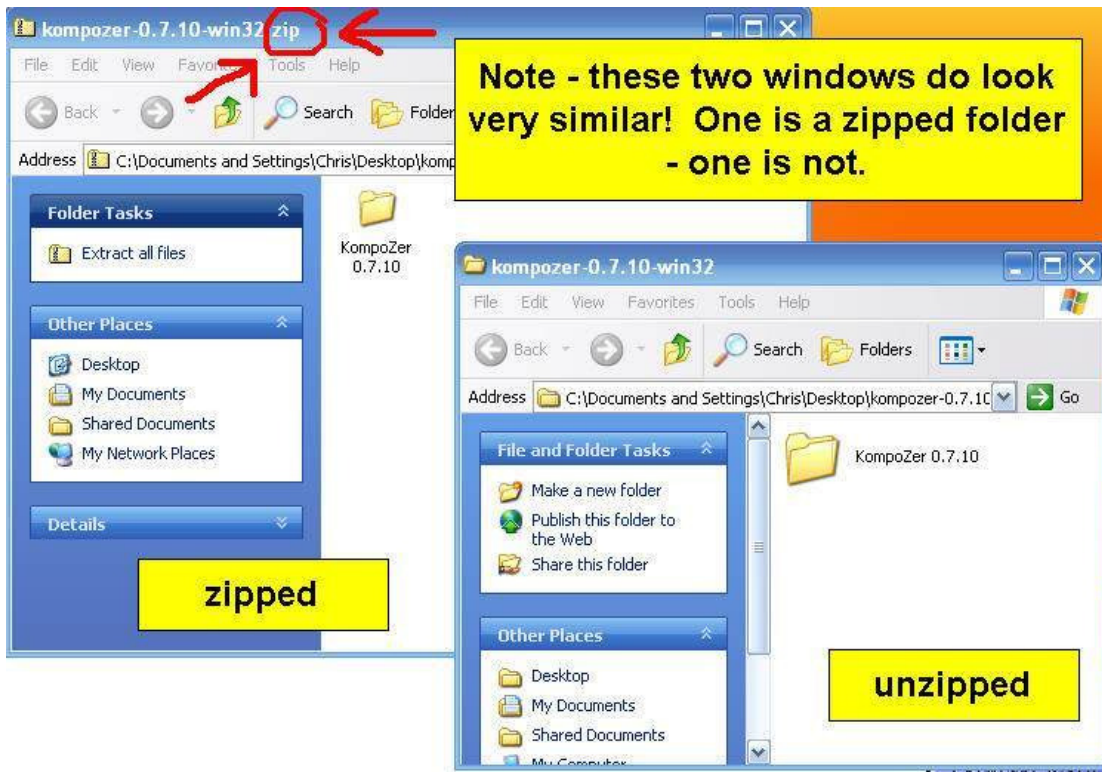 kompozer-0.7.10-win32.zip
File Edit View Favorites Tools Help
Back Search Folder
Address C:\Documents and Settings\Chris\Desktop\komp
Note - these two windows do look
very similar! One is a zipped folder
- one is not.
Folder Tasks
Extract all files
Other Places
Desktop
My Documents
Shared Documents
My Network Places
Details
KompoZer
0.7.10
zipped
kompozer-0.7.10-win32
File Edit View Favorites Tools Help
Back Search Folders
Address C:\Documents and Settings\Chris\Desktop\kompozer-0.7.10 Go
File and Folder Tasks
Make a new folder
Publish this folder to
the Web
Share this folder
Other Places
Desktop
My Documents
Shared Documents
My Computer
KompoZer 0.7.10
unzipped